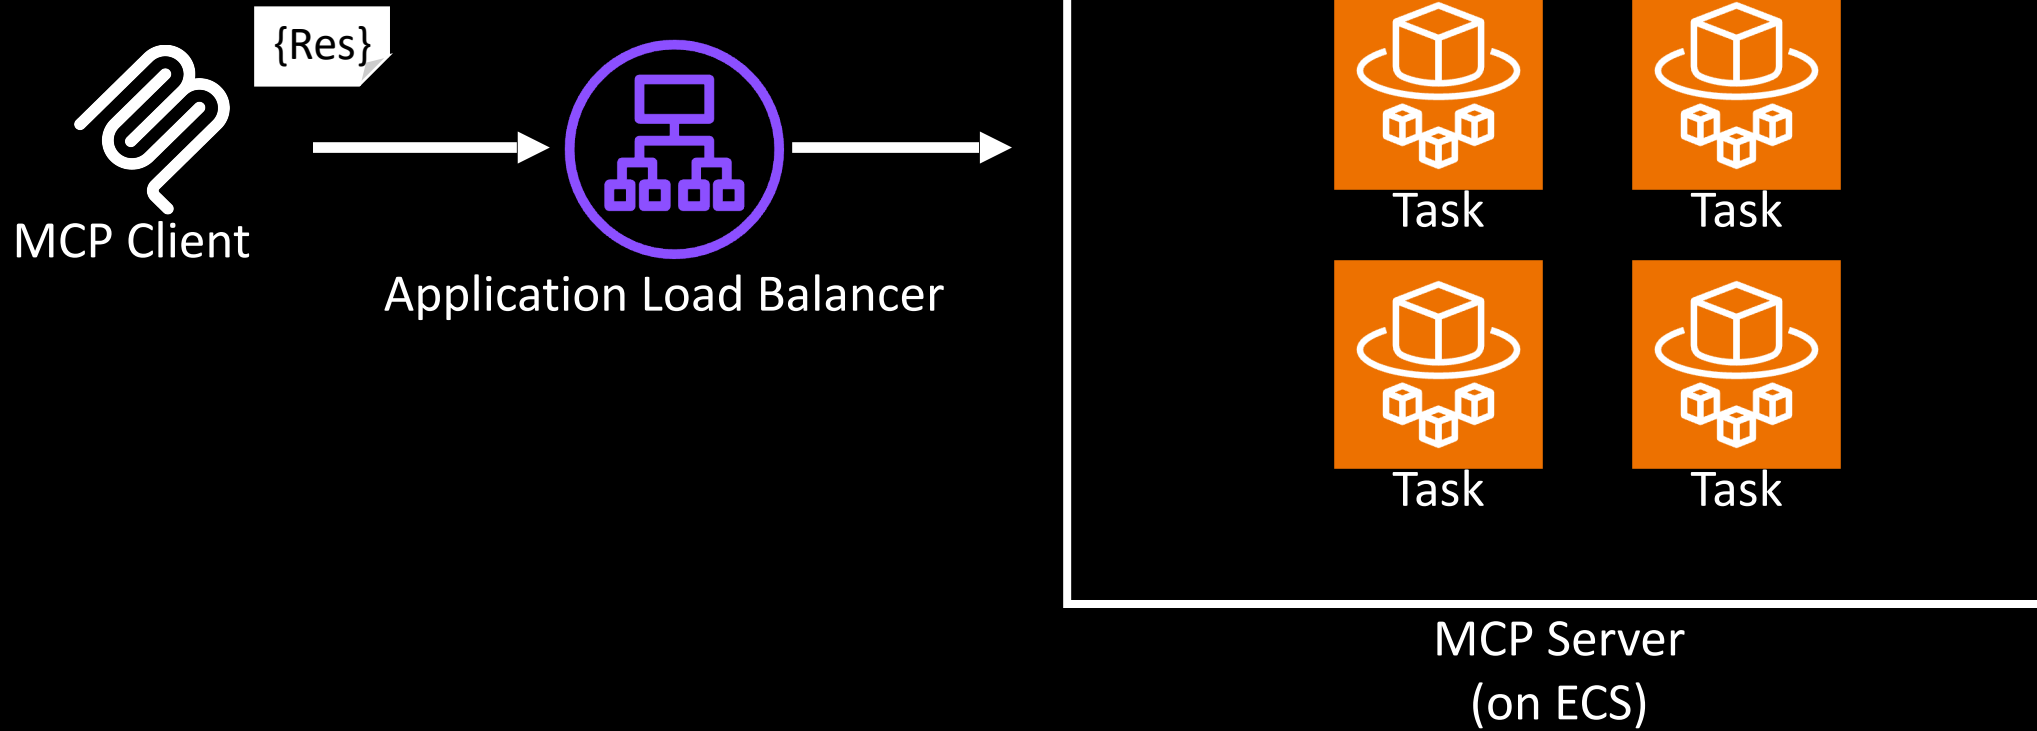 {Res}
MCP Client
Application Load Balancer
Task
Task
Task
Task
MCP Server
(on ECS)